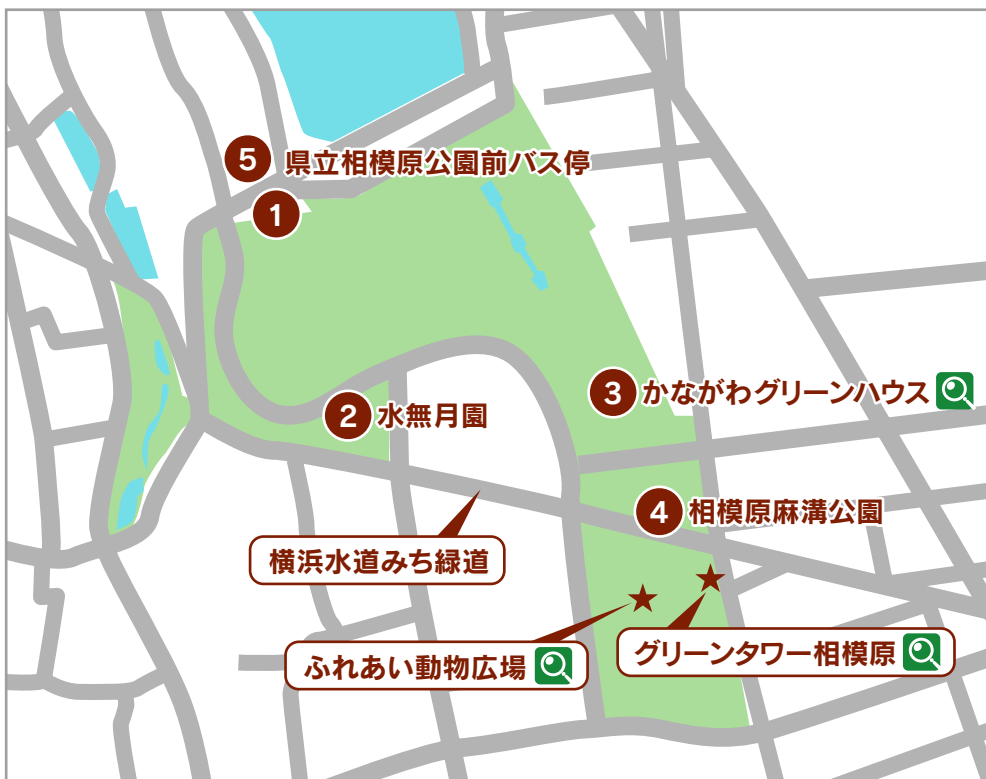 5 県立相模原公園前バス停
1
3 かながわグリーンハウス
2 水無月園
4 相模原麻溝公園
横浜水道みち緑道
ふれあい動物広場
グリーンタワー相模原